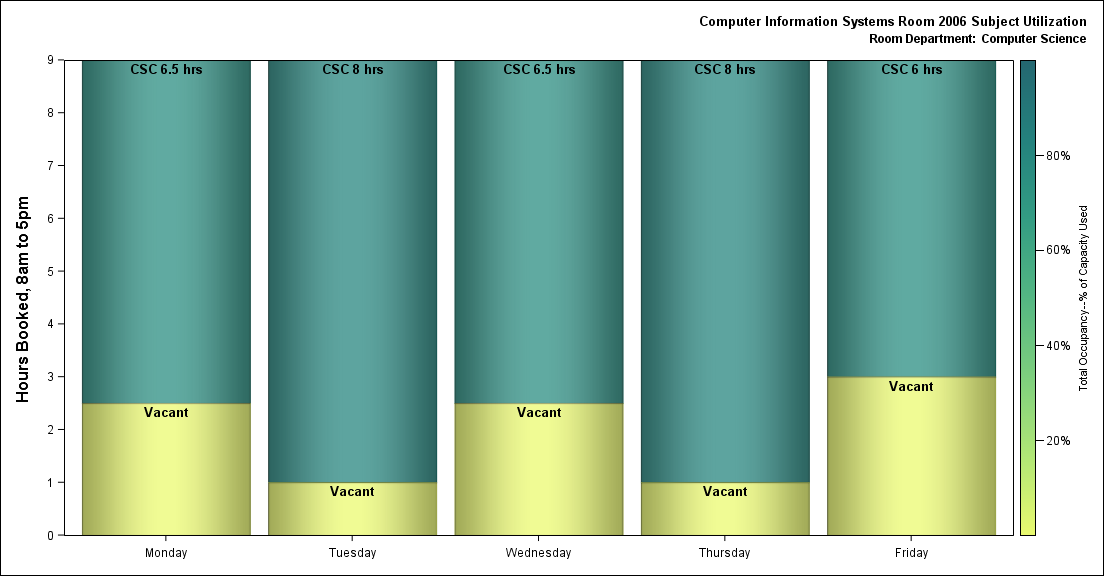 Computer Information Systems Room 2006 Subject Utilization
Room Department: Computer Science
Hours Booked, 8am to 5pm
9
8
7
6
5
4
3
2
1
0
CSC 6.5 hrs
CSC 8 hrs
CSC 6.5 hrs
CSC 8 hrs
CSC 6 hrs
Vacant
Vacant
Vacant
Vacant
Vacant
Monday
Tuesday
Wednesday
Thursday
Friday
80%
60%
40%
20%
Total Occupancy--% of Capacity Used